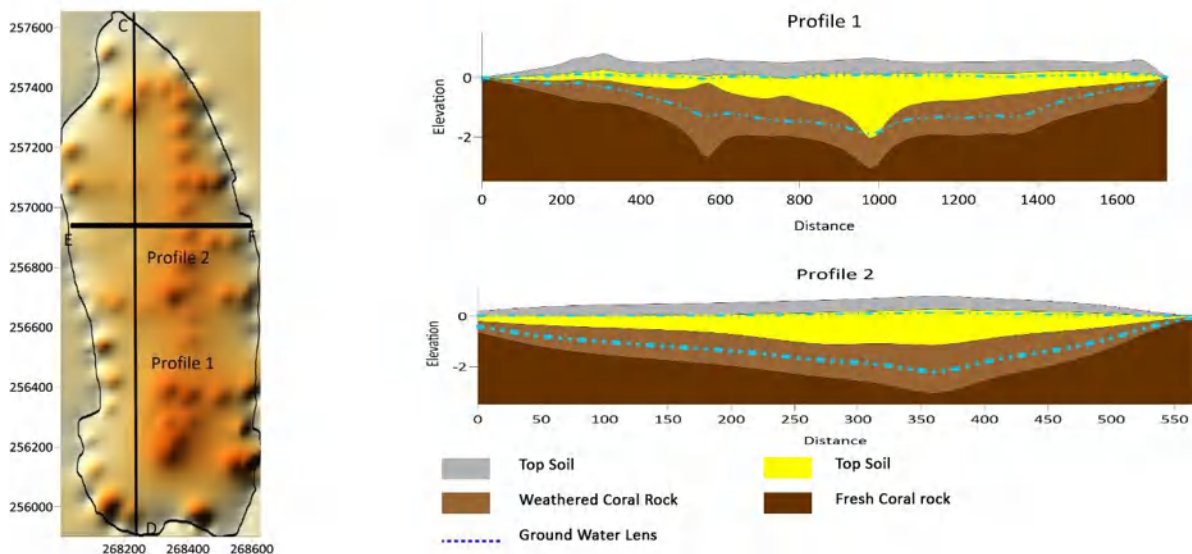 257600
257400
257200
257000
256800
256600
256400
256200
256000
C
E
F
Profile 2
Profile 1
D
268200 268400 268600
Profile 1
Elevation
0
-2
0 200 400 600 800 1000 1200 1400 1600
Distance
Profile 2
Elevation
0
-2
0 50 100 150 200 250 300 350 400 450 500 550
Distance
Top Soil
Top Soil
Weathered Coral Rock
Fresh Coral rock
Ground Water Lens